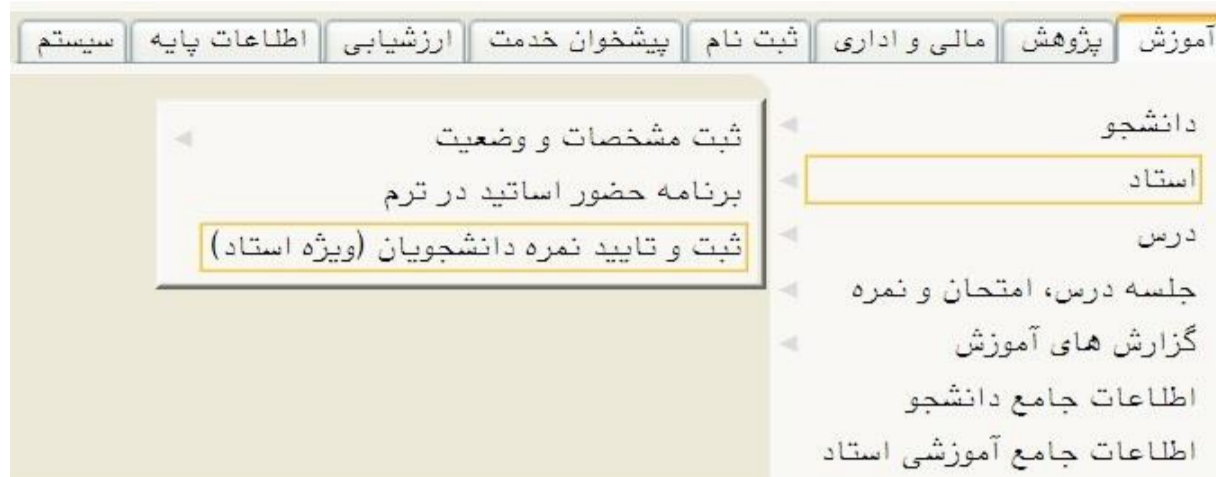 آموزش پژوهش مالی و اداری ثبت نام پیشخوان خدمت ارزشیابی اطلاعات پایه سیستم
دانشجو
استاد
درس
جلسه درس، امتحان و نمره
گزارش های آموزش
اطلاعات جامع دانشجو
اطلاعات جامع آموزشی استاد
ثبت مشخصات و وضعیت
برنامه حضور اساتید در ترم
ثبت و تایید نمره دانشجویان (ویژه استاد)